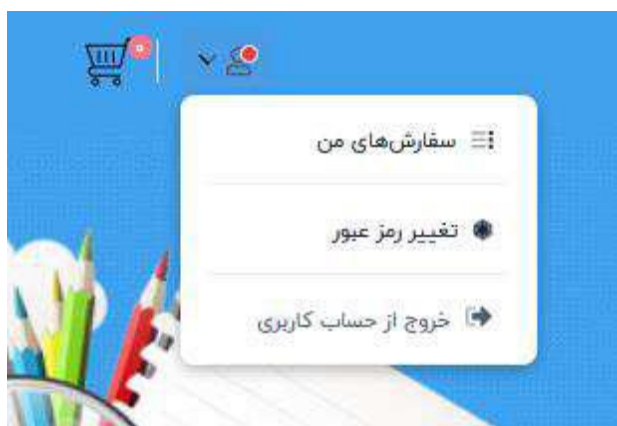 سفارش‌های من
تغییر رمز عبور
خروج از حساب کاربری